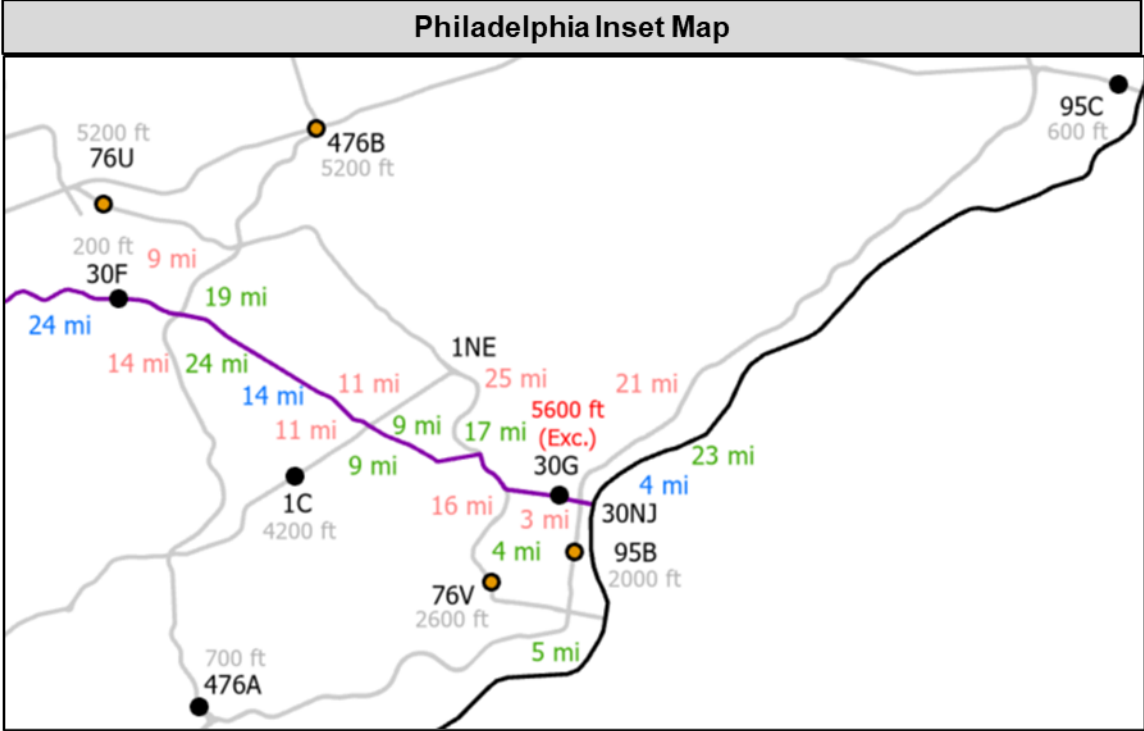 Philadelphia Inset Map
95C
600 ft
5200 ft
76U
476B
5200 ft
200 ft
9 mi
30F
24 mi
19 mi
14 mi
24 mi
14 mi
11 mi
1NE
25 mi
21 mi
11 mi
9 mi
17 mi
5600 ft
(Exc.)
30G
9 mi
23 mi
4 mi
1C
4200 ft
16 mi
3 mi
30NJ
4 mi
95B
2000 ft
76V
2600 ft
5 mi
700 ft
476A